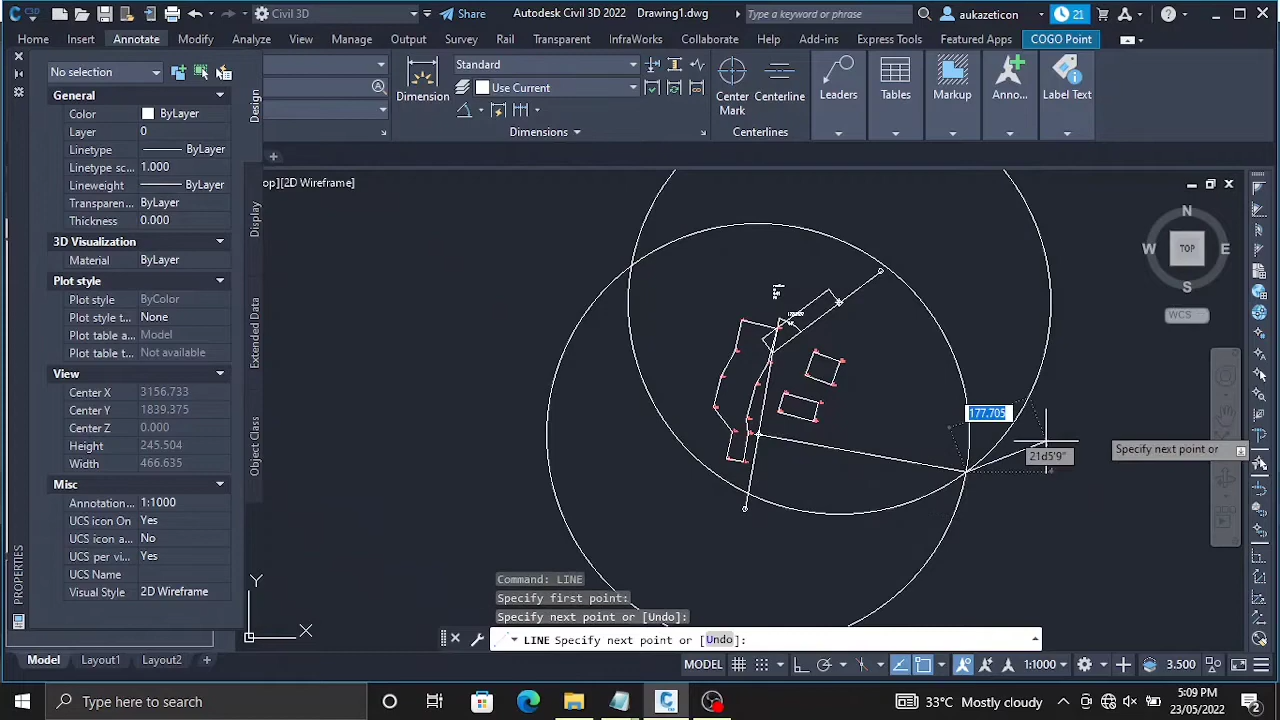 C3D Civil 3D Share Autodesk Civil 3D 2022 Drawing1.dwg Type a keyword or phrase aukazeticon 21
Home Insert Annotate Modify Analyze View Manage Output Survey Rail Transparent InfraWorks Collaborate Help Add-ins Express Tools Featured Apps COGO Point
No selection
General
Color ByLayer
Layer 0
Linetype ByLayer
Linetype sc... 1.000
Lineweight ByLayer
Transparen... ByLayer
Thickness 0.000
3D Visualization
Material ByLayer
Plot style
Plot style ByColor
Plot style t... None
Plot table a... Model
Plot table t... Not available
View
Center X 3156.733
Center Y 1839.375
Center Z 0.000
Height 245.504
Width 466.635
Misc
Annotation... 1:1000
UCS icon On Yes
UCS icon a... No
UCS per vi... Yes
UCS Name
Visual Style 2D Wireframe
PROPERTIES
Design
Display
Extended Data
Object Class
Dimension
Standard
Use Current
Dimensions
Center Mark
Centerline
Centerlines
Leaders
Tables
Markup
Anno...
Label Text
op][2D Wireframe]
N
W TOP E
S
WCS
177.705
21d5'9"
Specify next point or
Y
X
Command: LINE
Specify first point:
Specify next point or [Undo]:
LINE Specify next point or [Undo]:
Model Layout1 Layout2 + MODEL 1:1000 3.500
Type here to search 33°C Mostly cloudy 5:09 PM
23/05/2022 2